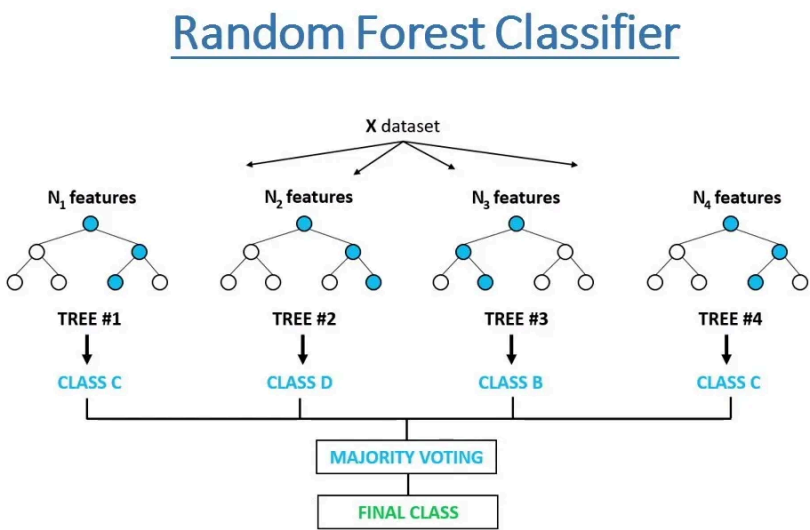 Random Forest Classifier
X dataset
N₁ features N₂ features N₃ features N₄ features
TREE #1 TREE #2 TREE #3 TREE #4
CLASS C CLASS D CLASS B CLASS C
MAJORITY VOTING
FINAL CLASS